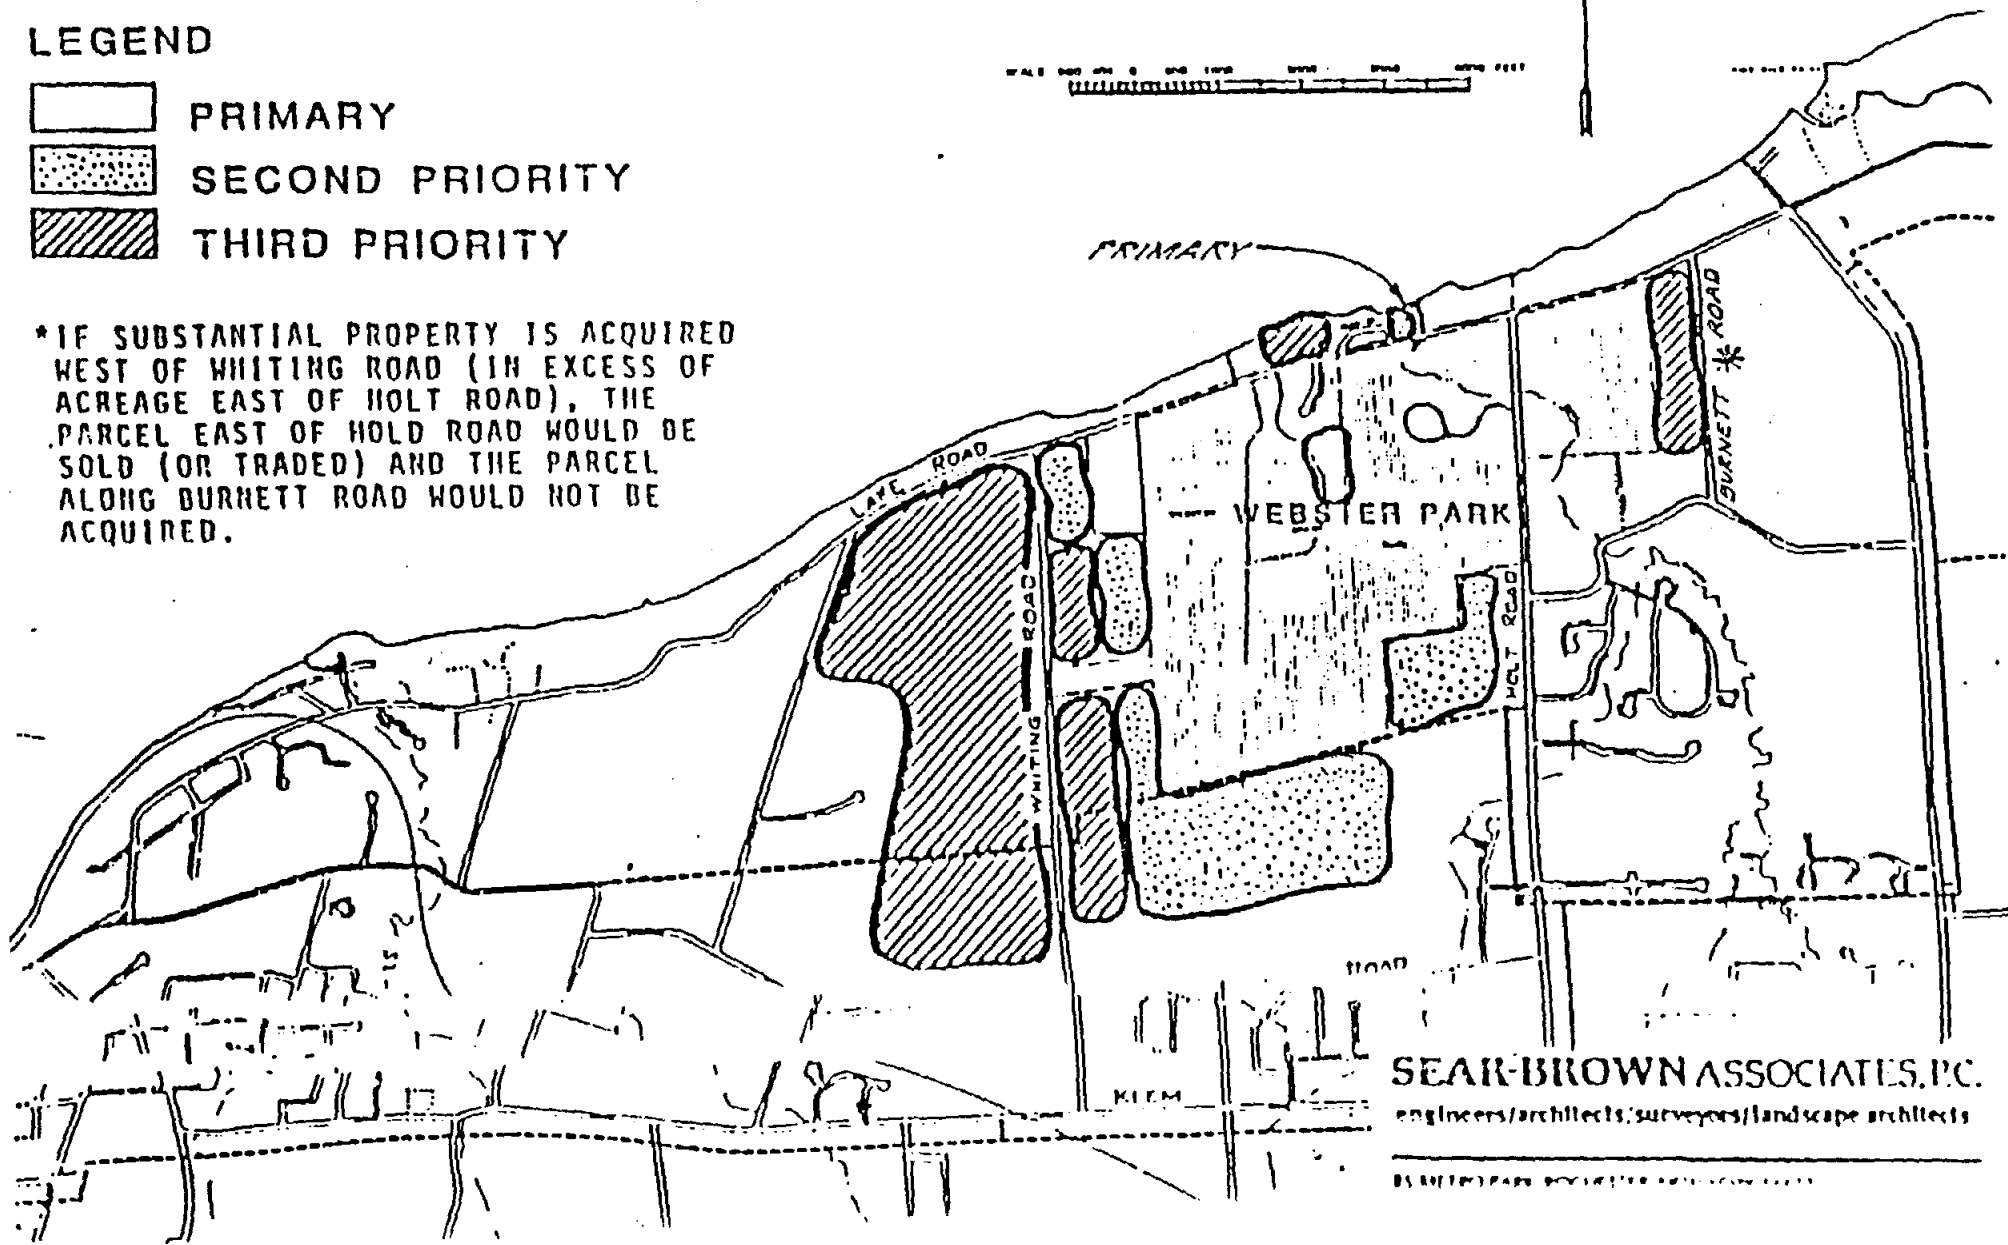 LEGEND
PRIMARY
SECOND PRIORITY
THIRD PRIORITY
*IF SUBSTANTIAL PROPERTY IS ACQUIRED
WEST OF WHITING ROAD (IN EXCESS OF
ACREAGE EAST OF HOLT ROAD), THE
PARCEL EAST OF HOLD ROAD WOULD BE
SOLD (OR TRADED) AND THE PARCEL
ALONG BURNETT ROAD WOULD NOT BE
ACQUIRED.
SCALE
FEET
PRIMARY
BURNETT * ROAD
LAKE ROAD
WEBSTER PARK
WHITING ROAD
HOLT ROAD
ROAD
KLEM
SEAR-BROWN ASSOCIATES, P.C.
engineers/architects/surveyors/landscape architects